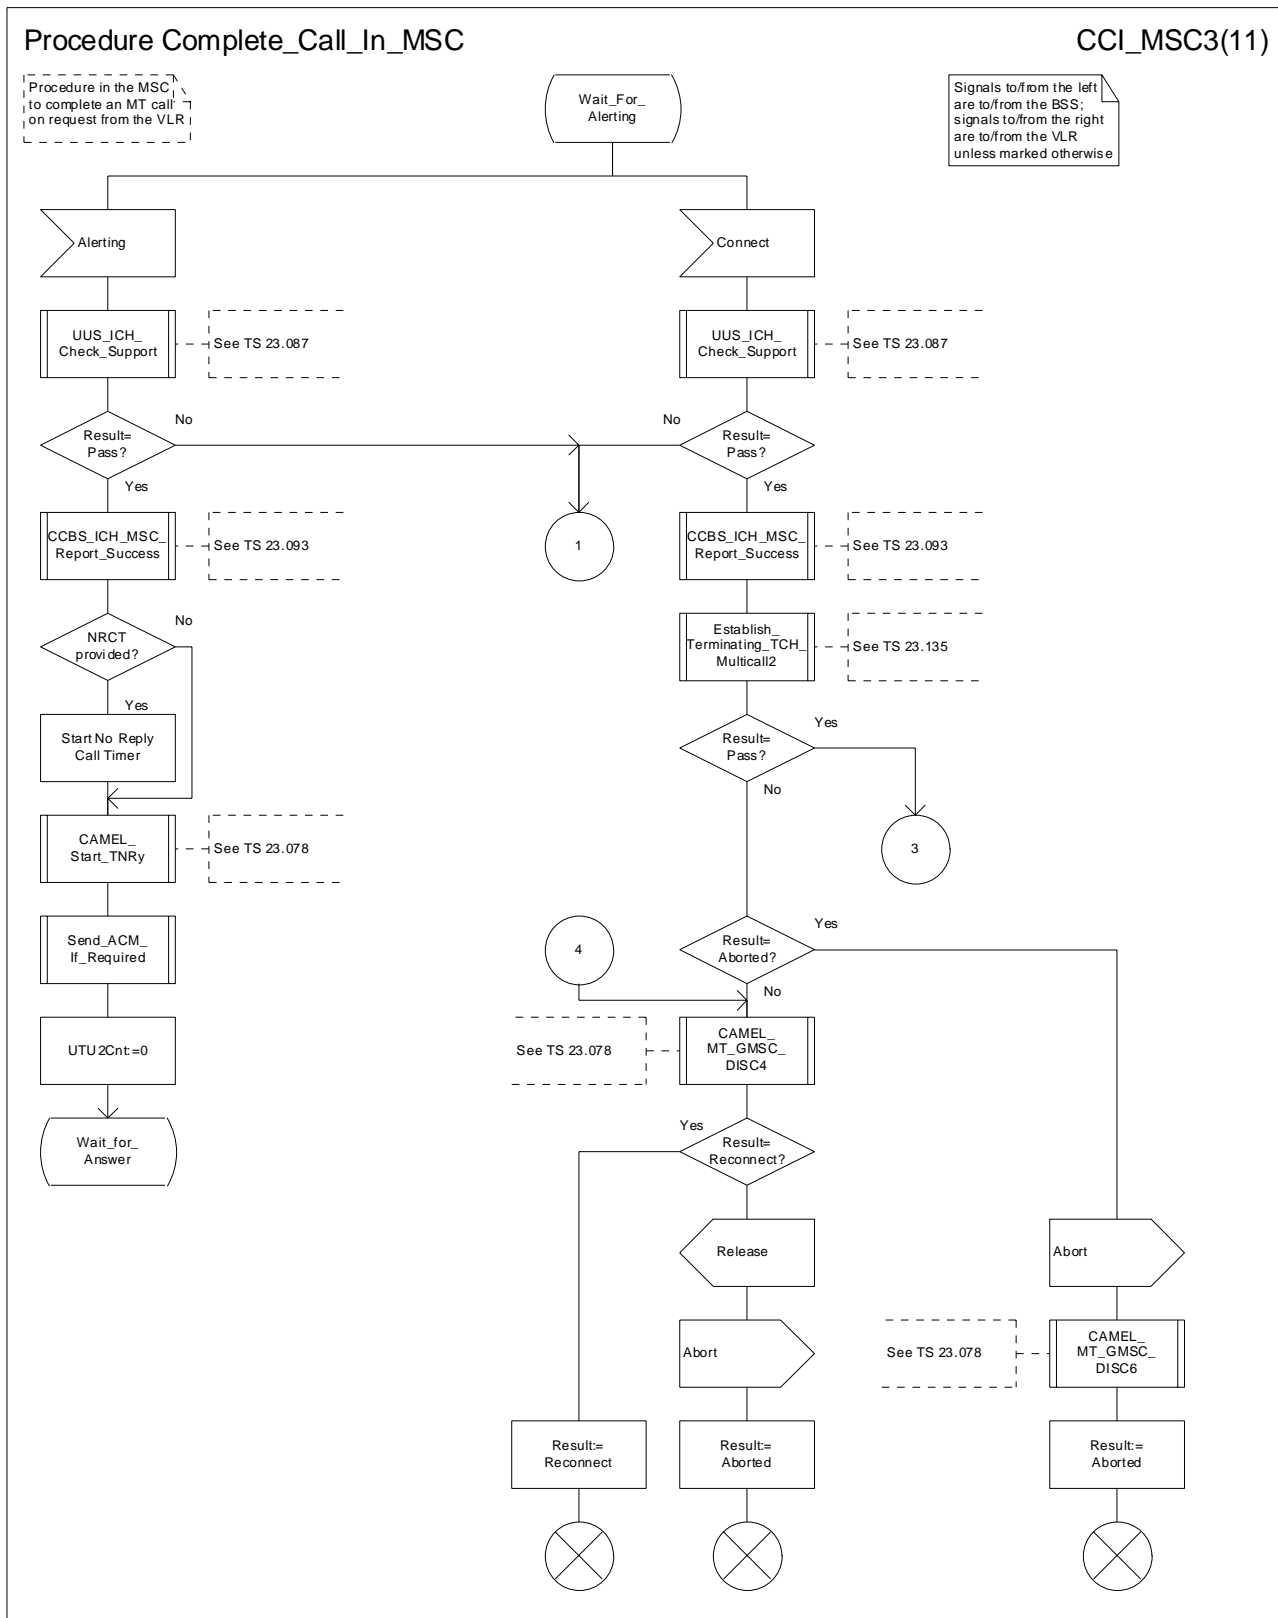 Procedure Complete_Call_In_MSC
CCI_MSC3(11)
Procedure in the MSC
to complete an MT call
on request from the VLR
Wait_For_
Alerting
Signals to/from the left
are to/from the BSS;
signals to/from the right
are to/from the VLR
unless marked otherwise
Alerting
Connect
UUS_ICH_
Check_Support
See TS 23.087
UUS_ICH_
Check_Support
See TS 23.087
No
No
Result=
Pass?
Result=
Pass?
Yes
Yes
CCBS_ICH_MSC_
Report_Success
See TS 23.093
1
CCBS_ICH_MSC_
Report_Success
See TS 23.093
No
NRCT
provided?
Establish_
Terminating_TCH_
Multicall2
See TS 23.135
Yes
Start No Reply
Call Timer
Yes
Result=
Pass?
No
CAMEL_
Start_TNRy
See TS 23.078
3
Send_ACM_
If_Required
4
Yes
Result=
Aborted?
No
UTU2Cnt:=0
See TS 23.078
CAMEL_
MT_GMSC_
DISC4
Yes
Wait_for_
Answer
Result=
Reconnect?
Release
Abort
Abort
See TS 23.078
CAMEL_
MT_GMSC_
DISC6
Result:=
Reconnect
Result:=
Aborted
Result:=
Aborted